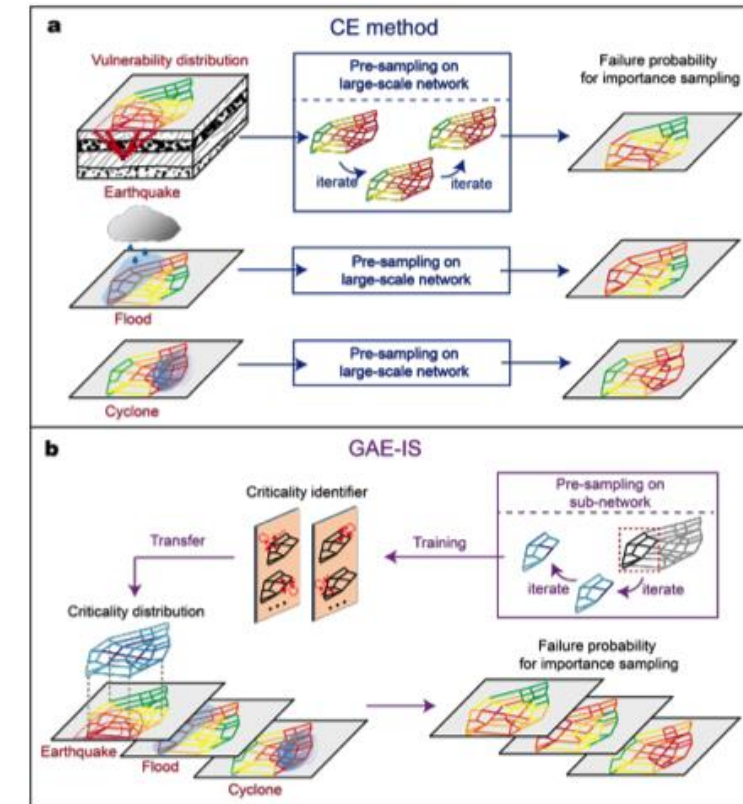 a
CE method
Vulnerability distribution
Pre-sampling on
large-scale network
Failure probability
for importance sampling
iterate
iterate
Earthquake
Pre-sampling on
large-scale network
Flood
Pre-sampling on
large-scale network
Cyclone
b
GAE-IS
Criticality identifier
Pre-sampling on
sub-network
Transfer
Training
iterate
iterate
Criticality distribution
Failure probability
for importance sampling
Earthquake
Flood
Cyclone